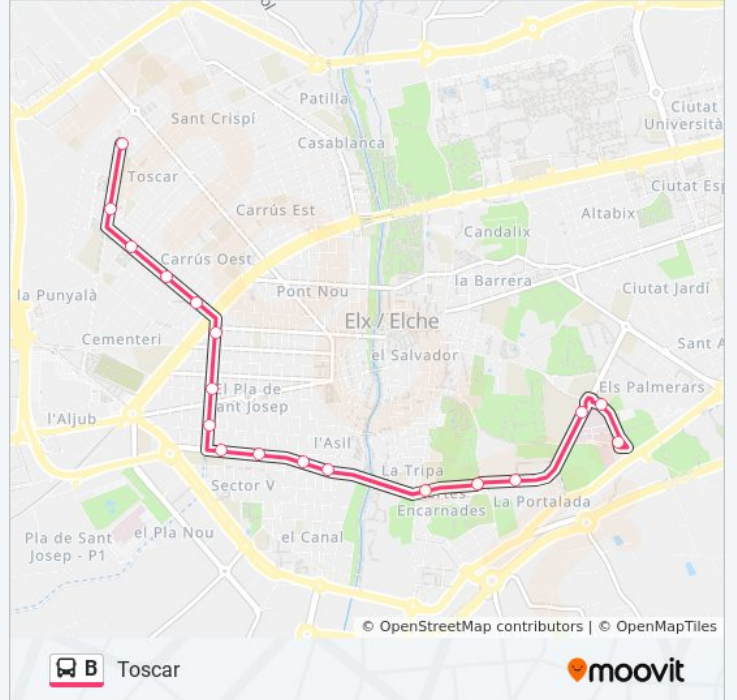 ol
Patilla
Ciutat
Università
Sant Crispí
Casablanca
Toscar
Ciutat Esp
Carrús Est
Altabix
Candalix
Carrús Oest
la Barrera
la Punyalà
Pont Nou
Ciutat Jardí
Elx / Elche
Cementeri
el Salvador
Sant A
El Pla de
Sant Josep
Els Palmerars
l'Aljub
l'Asil
La Tripa
Sector V
Encarnades
La Portalada
Pla de Sant
Josep - P1
el Pla Nou
el Canal
© OpenStreetMap contributors | © OpenMapTiles
B Toscar
moovit